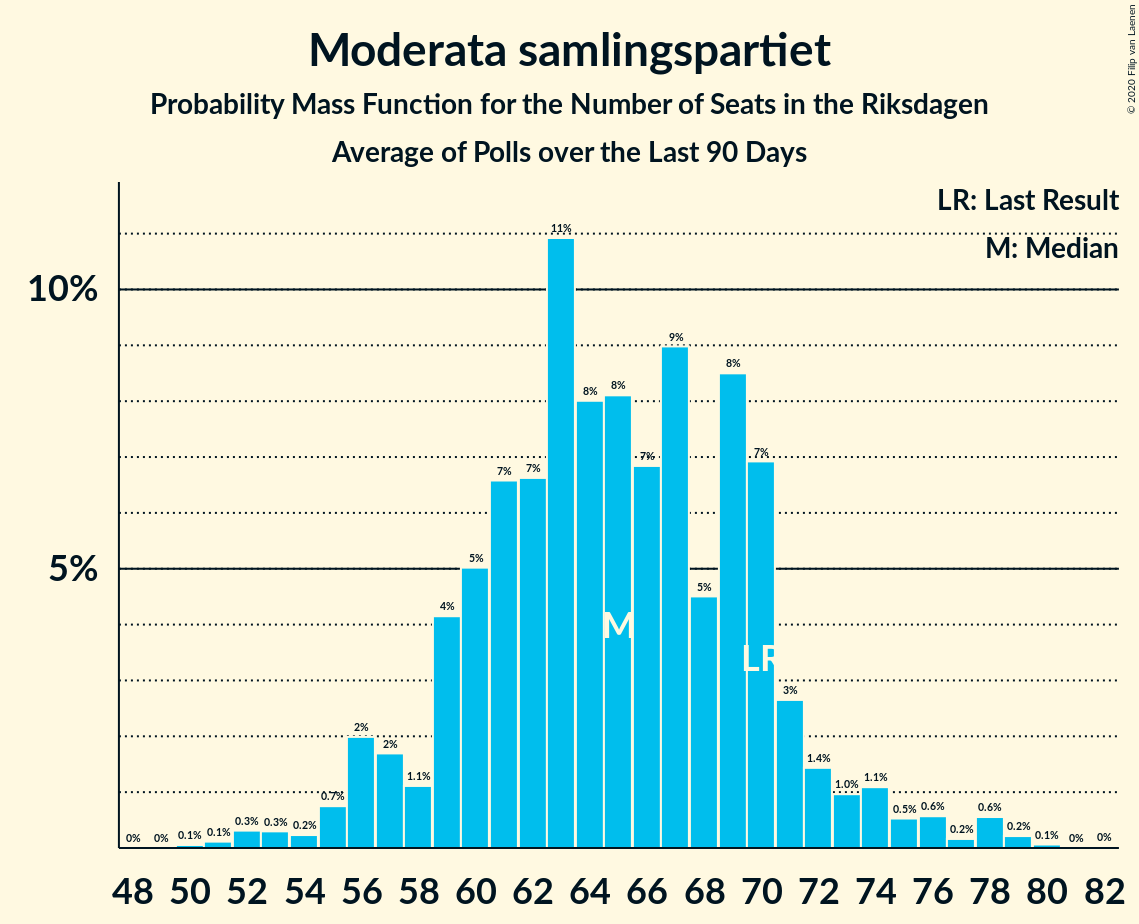 Moderata samlingspartiet
Probability Mass Function for the Number of Seats in the Riksdagen
Average of Polls over the Last 90 Days
© 2020 Filip van Laenen
LR: Last Result
M: Median
10%
5%
0% 0% 0.1% 0.1% 0.3% 0.3% 0.2% 0.7% 2% 2% 1.1% 4% 5% 7% 7% 11% 8% 8% 7% 9% 5% 8% 7% 3% 1.4% 1.0% 1.1% 0.5% 0.6% 0.2% 0.6% 0.2% 0.1% 0% 0%
M
LR
48 50 52 54 56 58 60 62 64 66 68 70 72 74 76 78 80 82